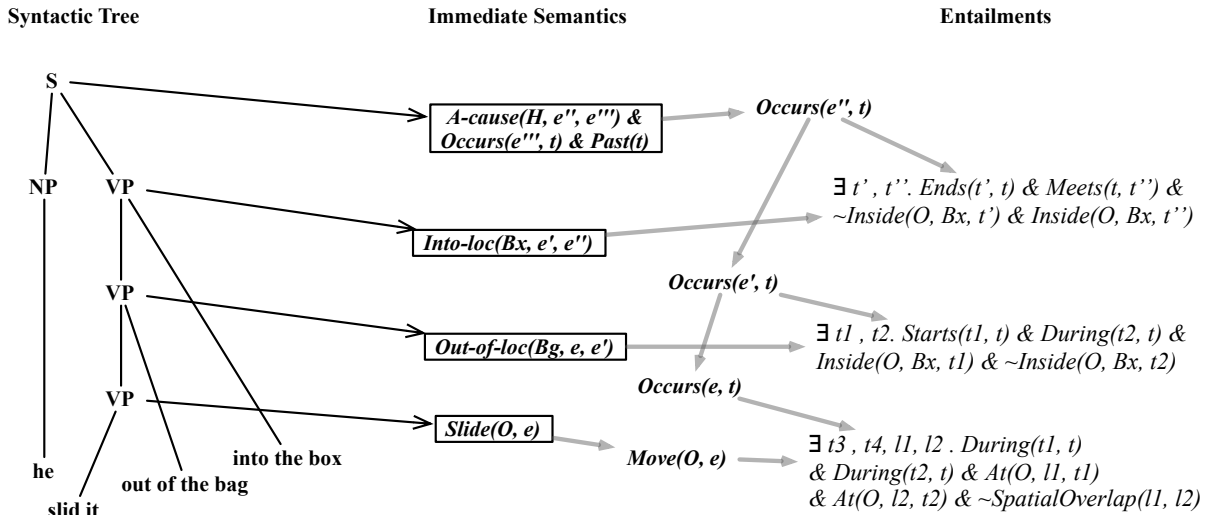 Syntactic Tree
Immediate Semantics
Entailments
S
A-cause(H, e'', e''') &
Occurs(e''', t) & Past(t)
Occurs(e'', t)
NP
VP
∃ t’ , t’’. Ends(t’, t) & Meets(t, t’’) &
~Inside(O, Bx, t’) & Inside(O, Bx, t’’)
Into-loc(Bx, e', e'')
Occurs(e', t)
VP
Out-of-loc(Bg, e, e')
∃ t1 , t2. Starts(t1, t) & During(t2, t) &
Inside(O, Bx, t1) & ~Inside(O, Bx, t2)
Occurs(e, t)
VP
Slide(O, e)
Move(O, e)
∃ t3 , t4, l1, l2 . During(t1, t)
& During(t2, t) & At(O, l1, t1)
& At(O, l2, t2) & ~SpatialOverlap(l1, l2)
he
into the box
out of the bag
slid it